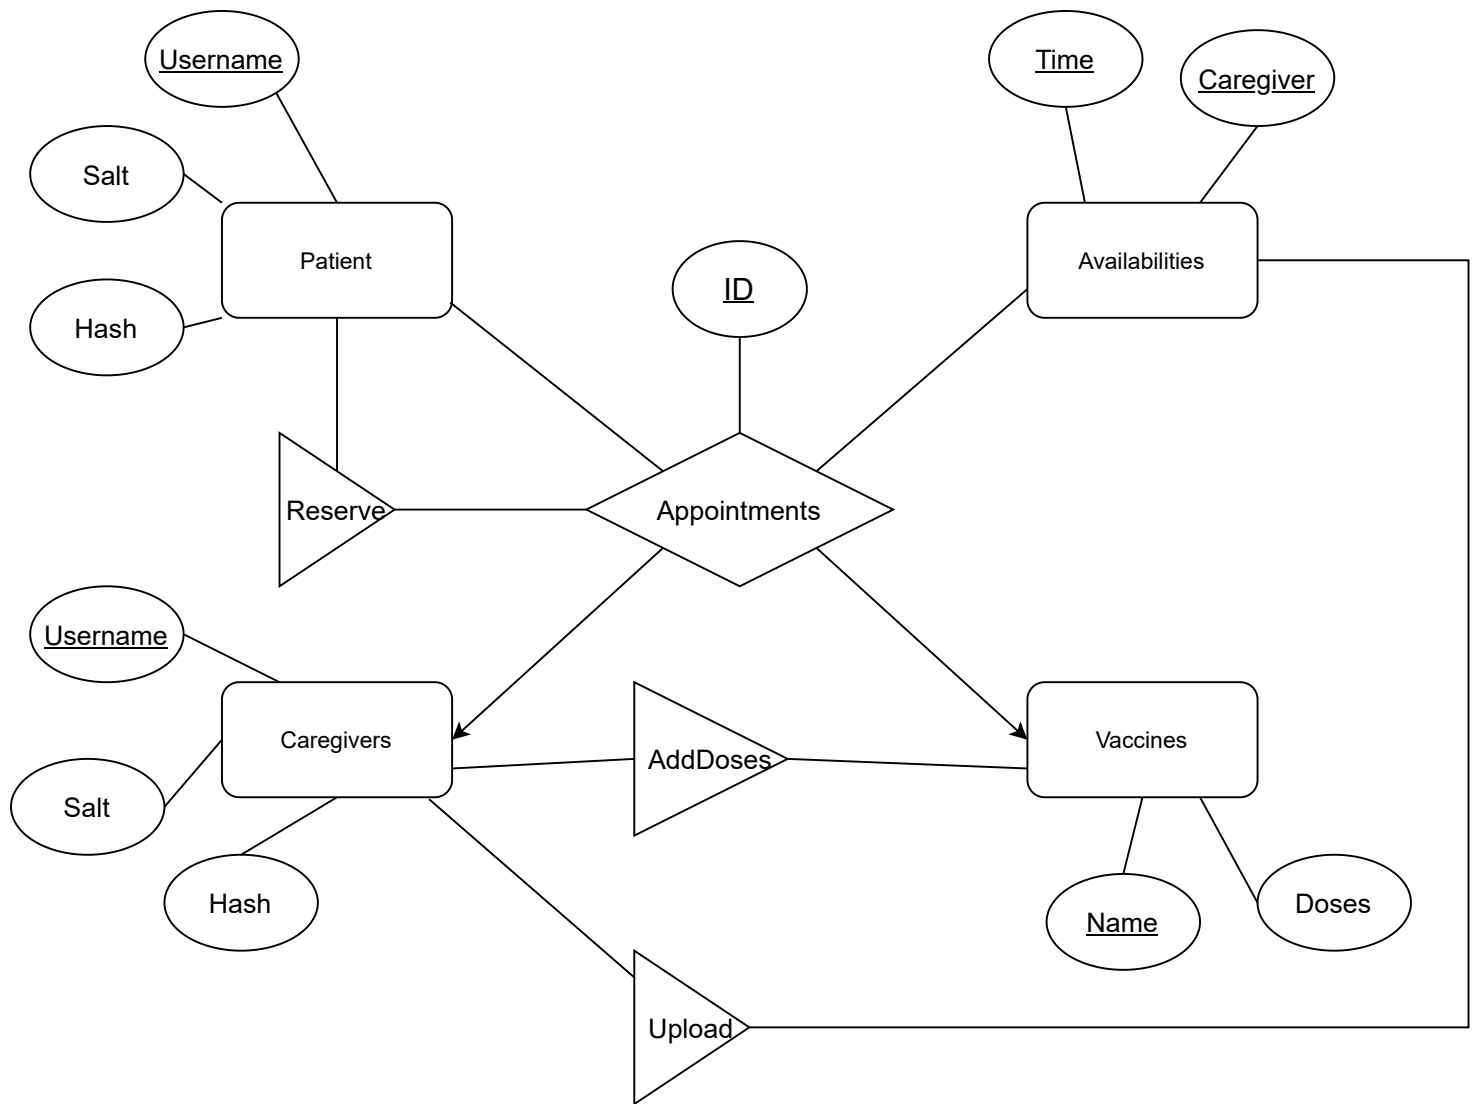 Username
Time
Caregiver
Salt
Patient
Availabilities
ID
Hash
Reserve
Appointments
Username
Caregivers
AddDoses
Vaccines
Salt
Hash
Name
Doses
Upload